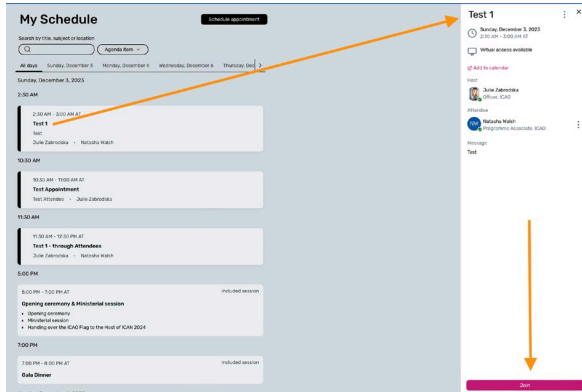 My Schedule
Schedule appointment
Search by title, subject or location
Agenda item
All days
Sunday, December 3
Monday, December 4
Wednesday, December 6
Thursday, Dec
Sunday, December 3, 2023
2:30 AM
2:30 AM - 3:00 AM AT
Test 1
Test
Julie Zabrodska • Natasha Walsh
10:30 AM
10:30 AM - 11:00 AM AT
Test Appointment
Test Attendee • Julie Zabrodska
11:30 AM
11:30 AM - 12:30 PM AT
Test 1 - through Attendees
Julie Zabrodska • Natasha Walsh
5:00 PM
5:00 PM - 7:00 PM AT
Included session
Opening ceremony & Ministerial session
• Opening ceremony
• Ministerial session
• Handing over the ICAO Flag to the Host of ICAN 2024
7:00 PM
7:00 PM - 8:00 PM AT
Included session
Gala Dinner
Test 1
Sunday, December 3, 2023
2:30 AM - 3:00 AM AT
Virtual access available
Add to calendar
Host
Julie Zabrodska
Officer, ICAO
Attendee
NW
Natasha Walsh
Programme Associate, ICAO
Message
Test
Join